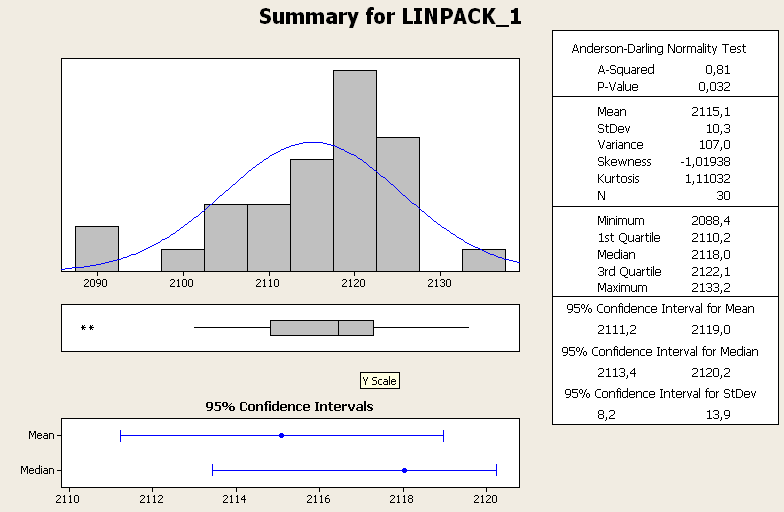 Summary for LINPACK_1
2090 2100 2110 2120 2130
**
Y Scale
95% Confidence Intervals
Mean
Median
2110 2112 2114 2116 2118 2120
Anderson-Darling Normality Test
A-Squared 0,81
P-Value 0,032
Mean 2115,1
StDev 10,3
Variance 107,0
Skewness -1,01938
Kurtosis 1,11032
N 30
Minimum 2088,4
1st Quartile 2110,2
Median 2118,0
3rd Quartile 2122,1
Maximum 2133,2
95% Confidence Interval for Mean
2111,2 2119,0
95% Confidence Interval for Median
2113,4 2120,2
95% Confidence Interval for StDev
8,2 13,9